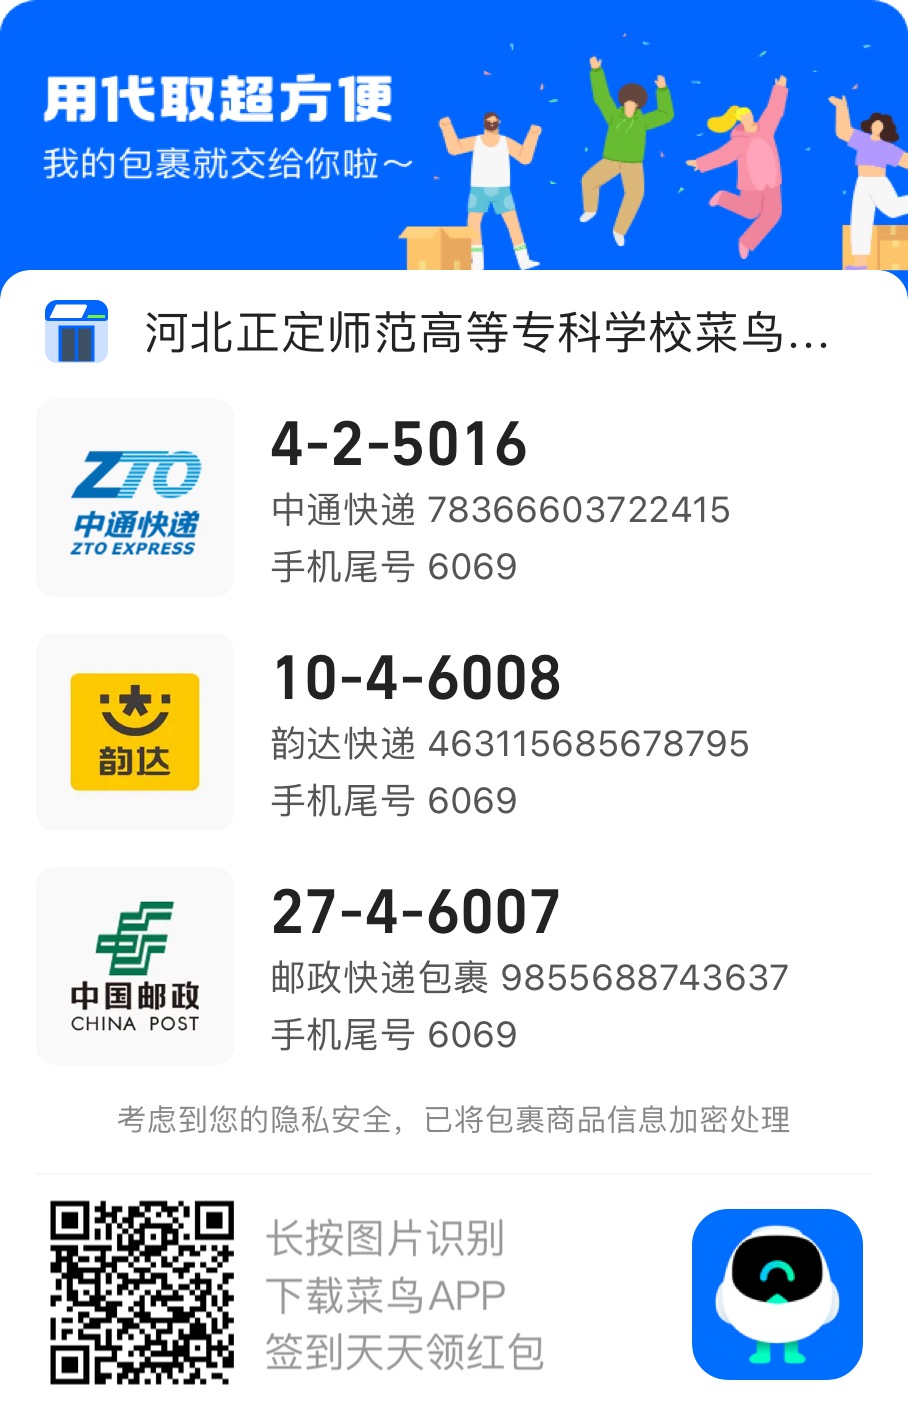 用代取超方便
我的包裹就交给你啦～
河北正定师范高等专科学校菜鸟...
ZTO
中通快递
ZTO EXPRESS
4-2-5016
中通快递 78366603722415
手机尾号 6069
韵达
10-4-6008
韵达快递 463115685678795
手机尾号 6069
中国邮政
CHINA POST
27-4-6007
邮政快递包裹 9855688743637
手机尾号 6069
考虑到您的隐私安全，已将包裹商品信息加密处理
长按图片识别
下载菜鸟APP
签到天天领红包